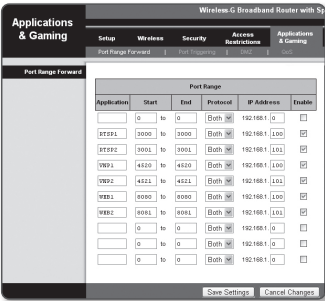 Wireless-G Broadband Router with Sp
Applications & Gaming
Setup Wireless Security Access Restrictions Applications & Gaming
Port Range Forward | Port Triggering | DMZ | QoS
Port Range Forward
Port Range
Application Start End Protocol IP Address Enable
0 to 0 Both 192.168.1. 0
RTSP1 3000 to 3000 Both 192.168.1. 100
RTSP2 3001 to 3001 Both 192.168.1. 101
VNP1 4520 to 4520 Both 192.168.1. 100
VNP2 4521 to 4521 Both 192.168.1. 101
WEB1 8080 to 8080 Both 192.168.1. 100
WEB2 8081 to 8081 Both 192.168.1. 101
0 to 0 Both 192.168.1. 0
0 to 0 Both 192.168.1. 0
0 to 0 Both 192.168.1. 0
Save Settings Cancel Changes